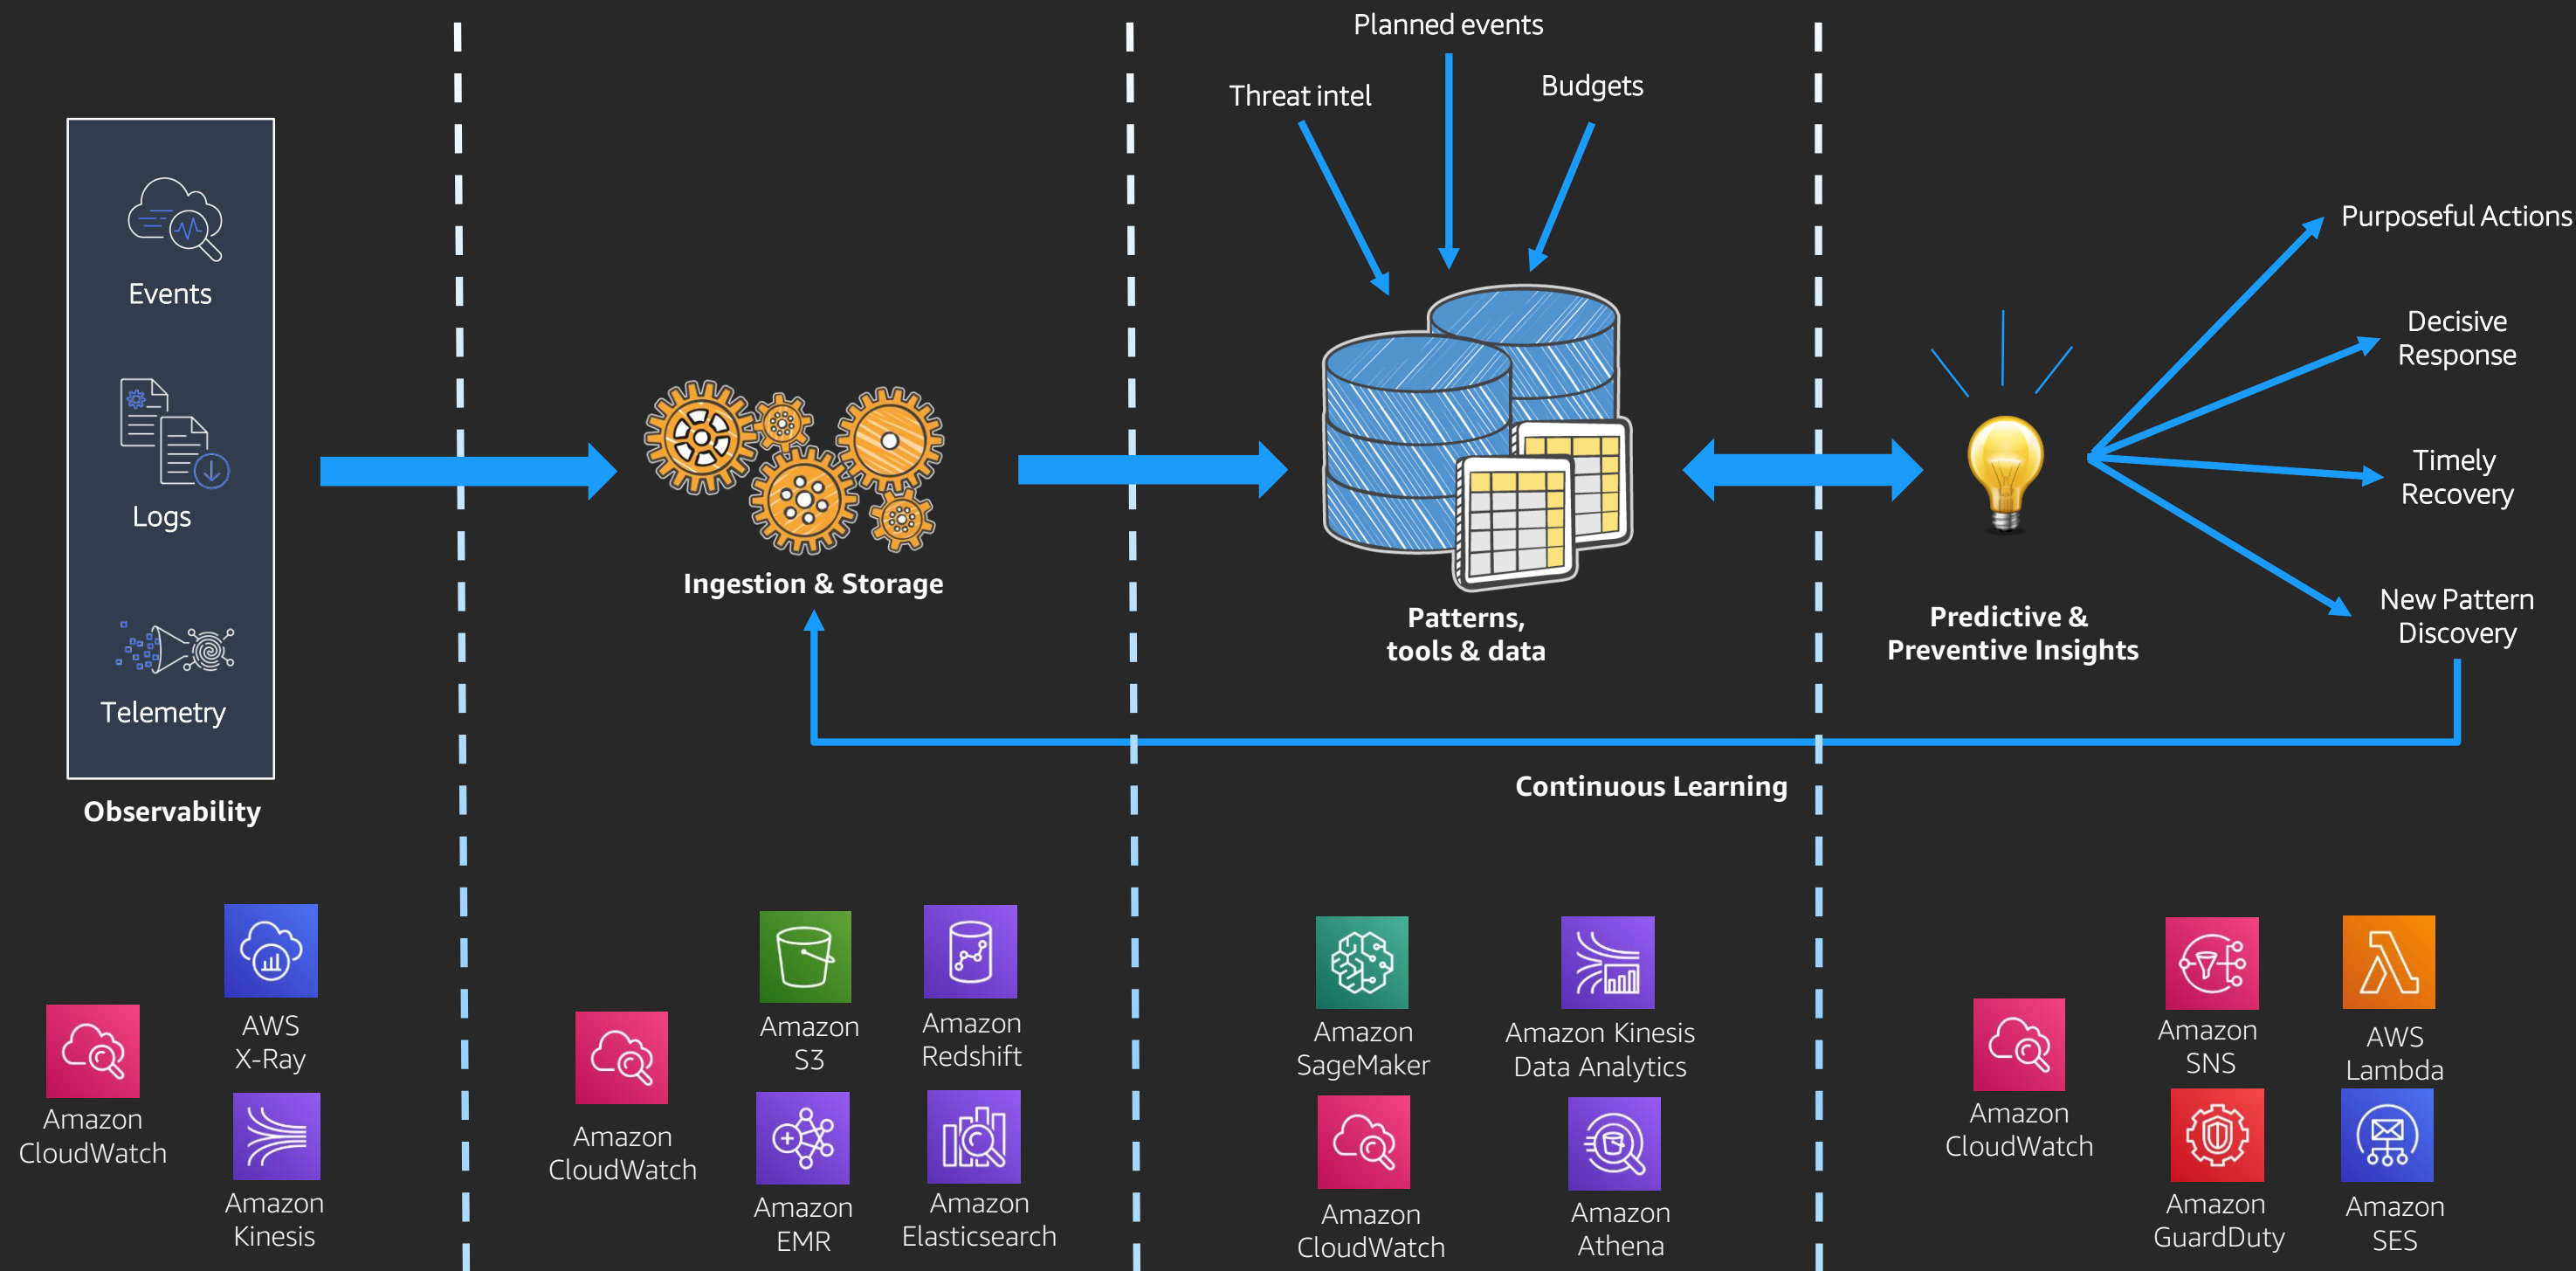 Planned events
Threat intel
Budgets
Events
Logs
Telemetry
Observability
Ingestion & Storage
Patterns,
tools & data
Predictive &
Preventive Insights
Purposeful Actions
Decisive
Response
Timely
Recovery
New Pattern
Discovery
Continuous Learning
Amazon
CloudWatch
AWS
X-Ray
Amazon
Kinesis
Amazon
CloudWatch
Amazon
S3
Amazon
Redshift
Amazon
EMR
Amazon
Elasticsearch
Amazon
SageMaker
Amazon Kinesis
Data Analytics
Amazon
CloudWatch
Amazon
Athena
Amazon
CloudWatch
Amazon
SNS
AWS
Lambda
Amazon
GuardDuty
Amazon
SES